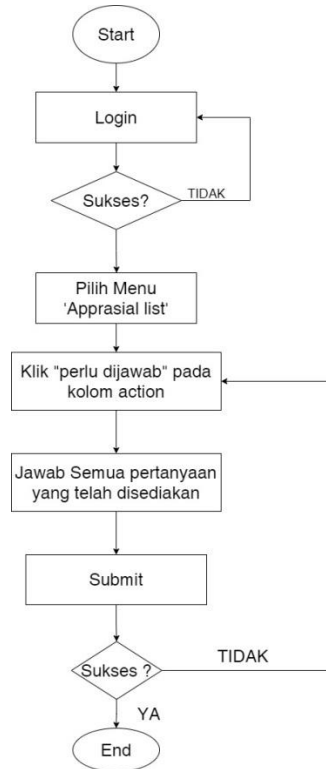 Start
Login
Sukses?
TIDAK
Pilih Menu
'Apprasial list'
Klik "perlu dijawab" pada
kolom action
Jawab Semua pertanyaan
yang telah disediakan
Submit
Sukses ?
TIDAK
YA
End